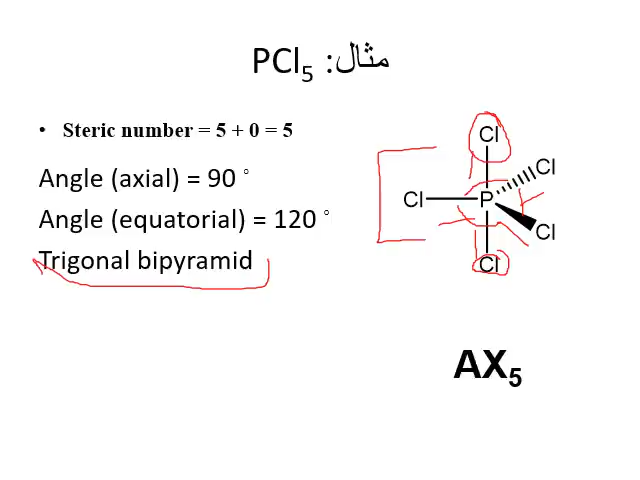 مثال: PCl5
• Steric number = 5 + 0 = 5
Angle (axial) = 90 °
Angle (equatorial) = 120 °
Trigonal bipyramid
Cl
Cl
Cl P
Cl
Cl
AX5